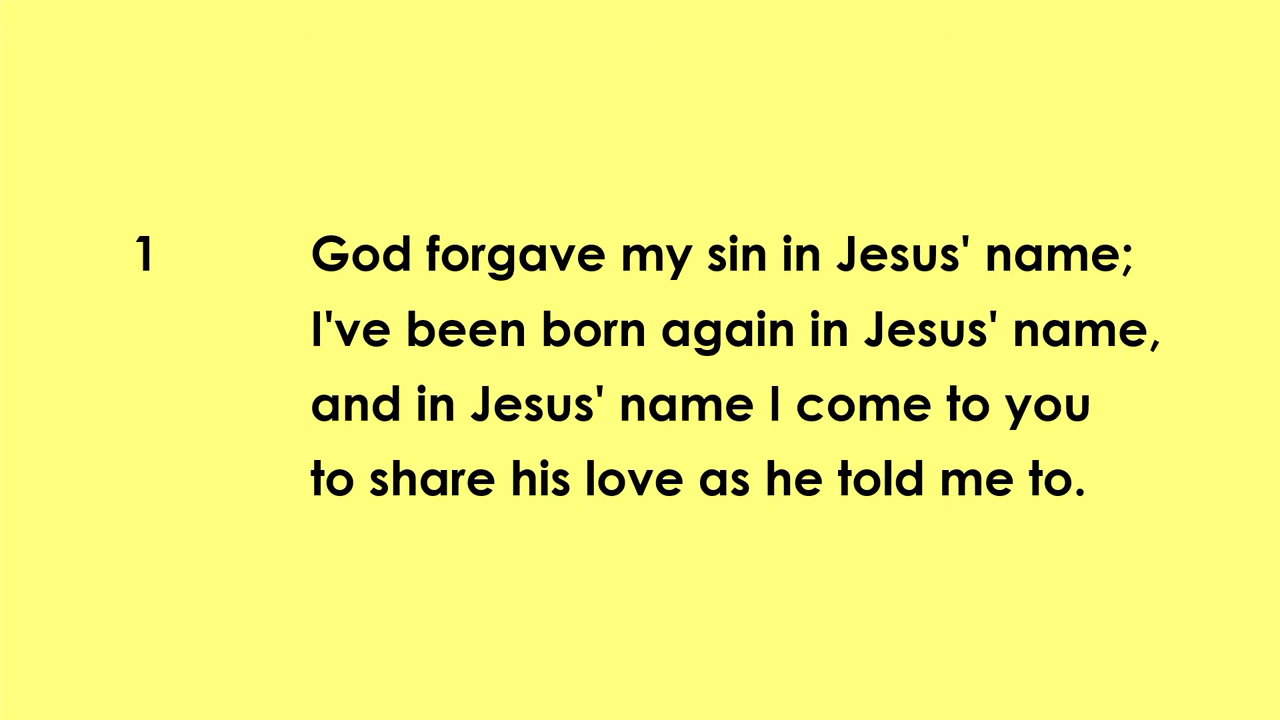 1 God forgave my sin in Jesus' name;
I've been born again in Jesus' name,
and in Jesus' name I come to you
to share his love as he told me to.